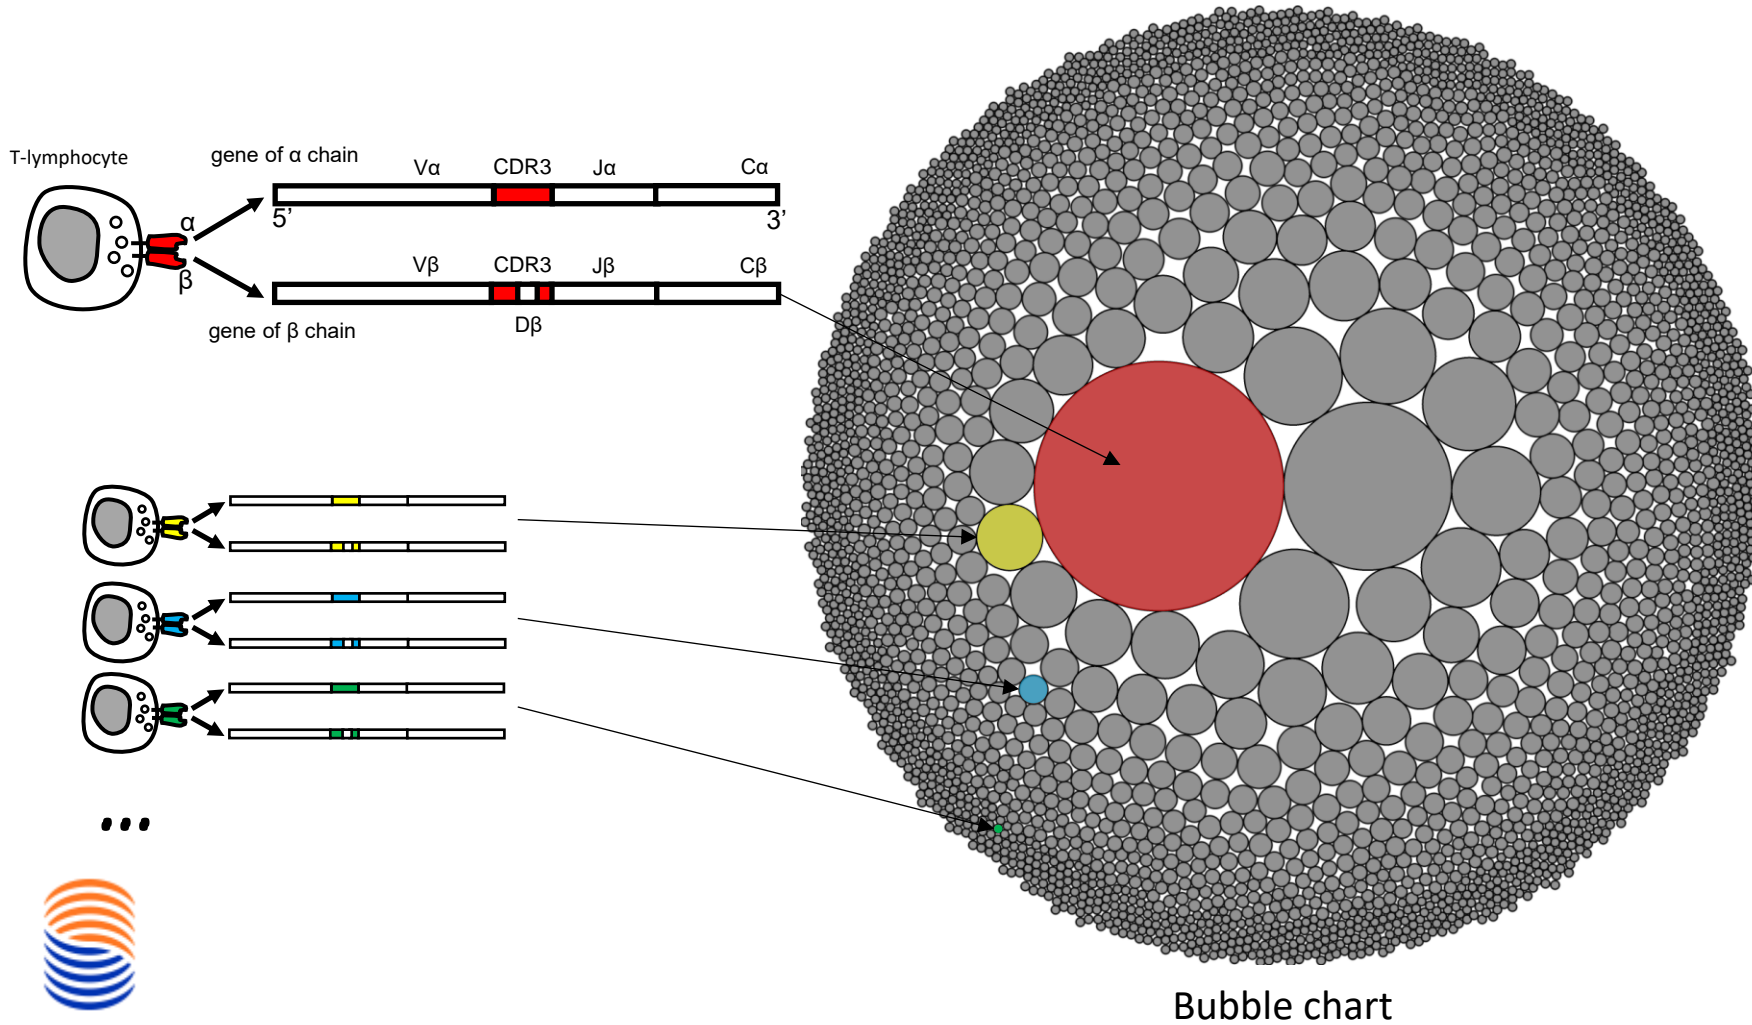 T-lymphocyte
gene of α chain
Vα CDR3 Jα Cα
5’ 3’
α
β
Vβ CDR3 Jβ Cβ
Dβ
gene of β chain
...
Bubble chart